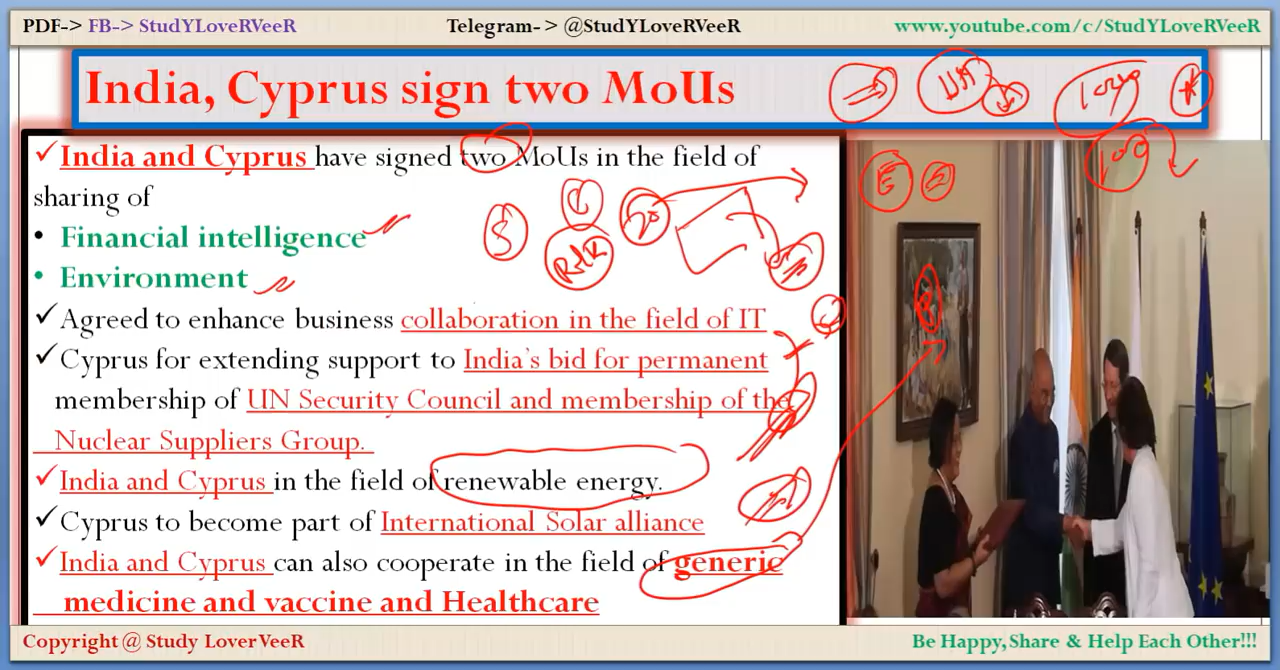 PDF-> FB-> StudYLoveRVeeR Telegram-> @StudYLoveRVeeR www.youtube.com/c/StudYLoveRVeeR
India, Cyprus sign two MoUs
✓India and Cyprus have signed two MoUs in the field of
sharing of
• Financial intelligence
• Environment
✓Agreed to enhance business collaboration in the field of IT
✓Cyprus for extending support to India's bid for permanent
membership of UN Security Council and membership of the
Nuclear Suppliers Group.
✓India and Cyprus in the field of renewable energy.
✓Cyprus to become part of International Solar alliance
✓India and Cyprus can also cooperate in the field of generic
medicine and vaccine and Healthcare
Copyright @ Study LoverVeeR Be Happy,Share & Help Each Other!!!